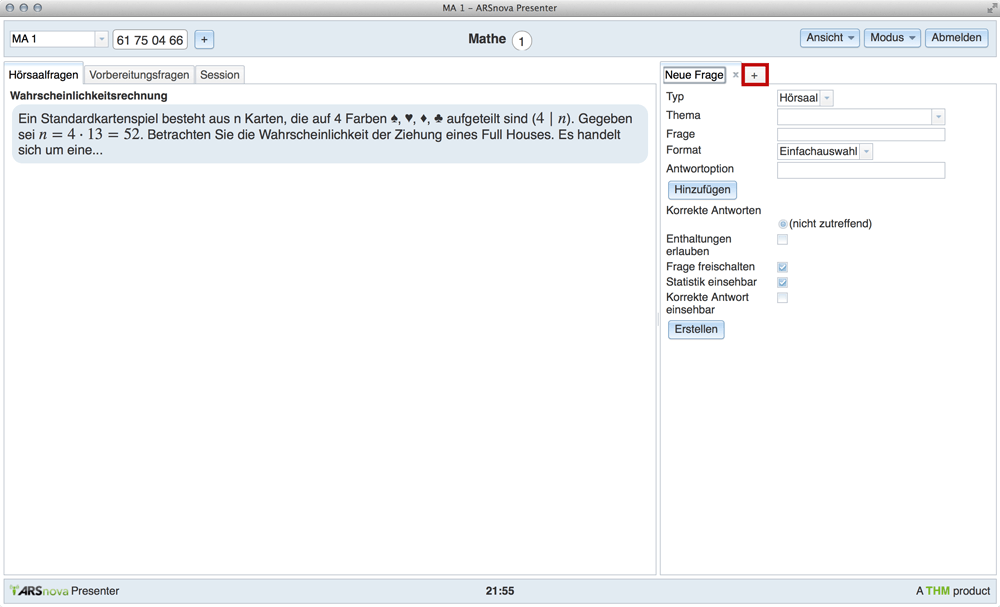 MA 1 – ARSnova Presenter
MA 1 61 75 04 66 + Mathe 1 Ansicht Modus Abmelden
Hörsaalfragen Vorbereitungsfragen Session
Wahrscheinlichkeitsrechnung
Ein Standardkartenspiel besteht aus n Karten, die auf 4 Farben ♠, ♥, ♦, ♣ aufgeteilt sind (4 | n). Gegeben
sei n = 4 · 13 = 52. Betrachten Sie die Wahrscheinlichkeit der Ziehung eines Full Houses. Es handelt
sich um eine...
Neue Frage × +
Typ Hörsaal
Thema
Frage
Format Einfachauswahl
Antwortoption
Hinzufügen
Korrekte Antworten
(nicht zutreffend)
Enthaltungen
erlauben
Frage freischalten
Statistik einsehbar
Korrekte Antwort
einsehbar
Erstellen
ARSnova Presenter 21:55 A THM product